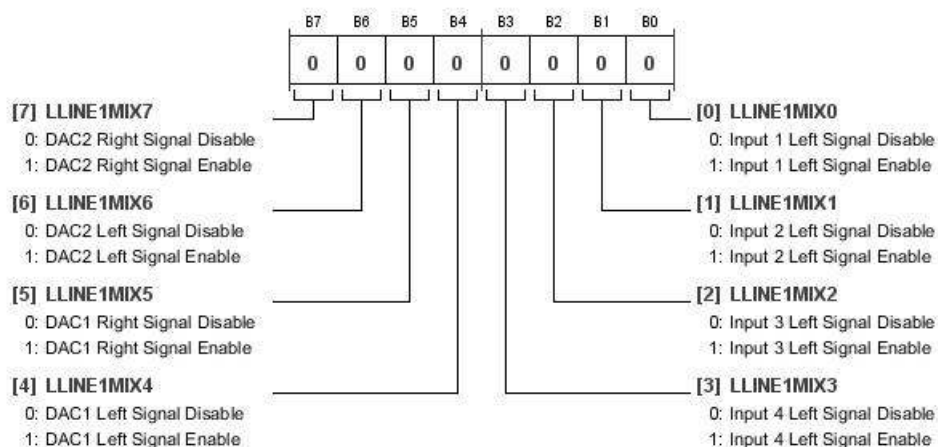 B7 B6 B5 B4 B3 B2 B1 B0
0 0 0 0 0 0 0 0
[7] LLINE1MIX7
0: DAC2 Right Signal Disable
1: DAC2 Right Signal Enable
[6] LLINE1MIX6
0: DAC2 Left Signal Disable
1: DAC2 Left Signal Enable
[5] LLINE1MIX5
0: DAC1 Right Signal Disable
1: DAC1 Right Signal Enable
[4] LLINE1MIX4
0: DAC1 Left Signal Disable
1: DAC1 Left Signal Enable
[0] LLINE1MIX0
0: Input 1 Left Signal Disable
1: Input 1 Left Signal Enable
[1] LLINE1MIX1
0: Input 2 Left Signal Disable
1: Input 2 Left Signal Enable
[2] LLINE1MIX2
0: Input 3 Left Signal Disable
1: Input 3 Left Signal Enable
[3] LLINE1MIX3
0: Input 4 Left Signal Disable
1: Input 4 Left Signal Enable